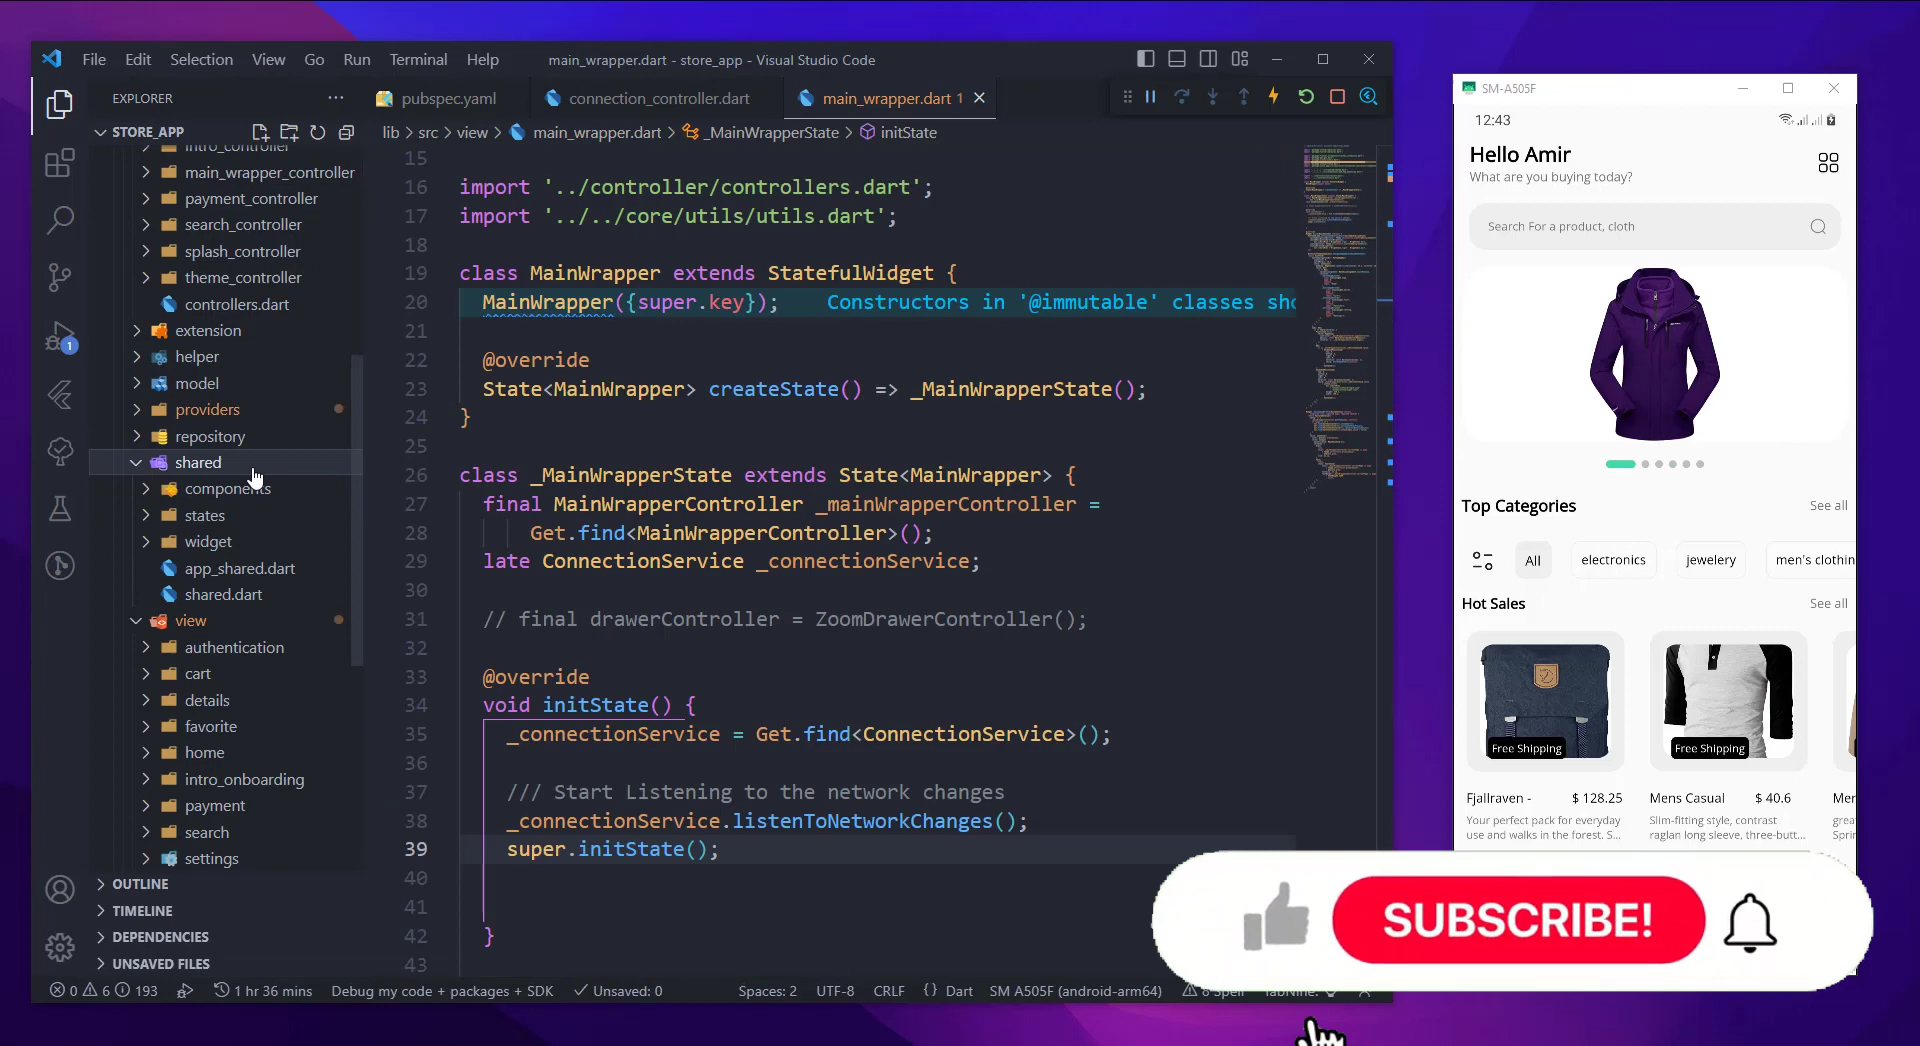 File Edit Selection View Go Run Terminal Help
main_wrapper.dart - store_app - Visual Studio Code
EXPLORER
pubspec.yaml
connection_controller.dart
main_wrapper.dart 1
STORE_APP
lib > src > view > main_wrapper.dart > _MainWrapperState > initState
intro_controller
main_wrapper_controller
payment_controller
search_controller
splash_controller
theme_controller
controllers.dart
extension
helper
model
providers
repository
shared
components
states
widget
app_shared.dart
shared.dart
view
authentication
cart
details
favorite
home
intro_onboarding
payment
search
settings
OUTLINE
TIMELINE
DEPENDENCIES
UNSAVED FILES
15
16 import '../controller/controllers.dart';
17 import '../../core/utils/utils.dart';
18
19 class MainWrapper extends StatefulWidget {
20 MainWrapper({super.key}); Constructors in '@immutable' classes sho
21
22 @override
23 State<MainWrapper> createState() => _MainWrapperState();
24 }
25
26 class _MainWrapperState extends State<MainWrapper> {
27 final MainWrapperController _mainWrapperController =
28 Get.find<MainWrapperController>();
29 late ConnectionService _connectionService;
30
31 // final drawerController = ZoomDrawerController();
32
33 @override
34 void initState() {
35 _connectionService = Get.find<ConnectionService>();
36
37 /// Start Listening to the network changes
38 _connectionService.listenToNetworkChanges();
39 super.initState();
40
41
42 }
43
1
0 6 193 1 hr 36 mins Debug my code + packages + SDK Unsaved: 0 Spaces: 2 UTF-8 CRLF {} Dart SM A505F (android-arm64) 8 Spell
SM-A505F
12:43
Hello Amir
What are you buying today?
Search For a product, cloth
Top Categories See all
All electronics jewelery men's clothin
Hot Sales See all
Free Shipping Free Shipping
Fjallraven - $ 128.25
Your perfect pack for everyday
use and walks in the forest. S...
Mens Casual $ 40.6
Slim-fitting style, contrast
raglan long sleeve, three-butt...
Mer
grea
Sprin
SUBSCRIBE!